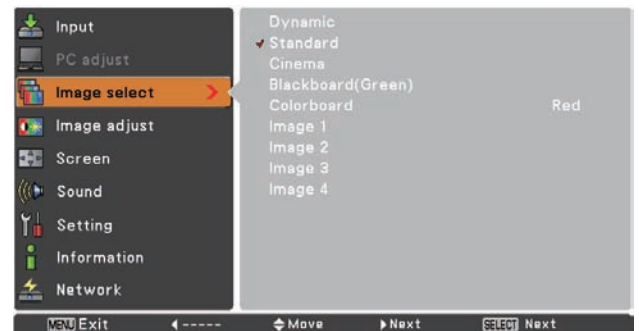 Input
PC adjust
Image select
Image adjust
Screen
Sound
Setting
Information
Network
Dynamic
Standard
Cinema
Blackboard(Green)
Colorboard Red
Image 1
Image 2
Image 3
Image 4
MENU Exit ----- Move Next SELECT Next